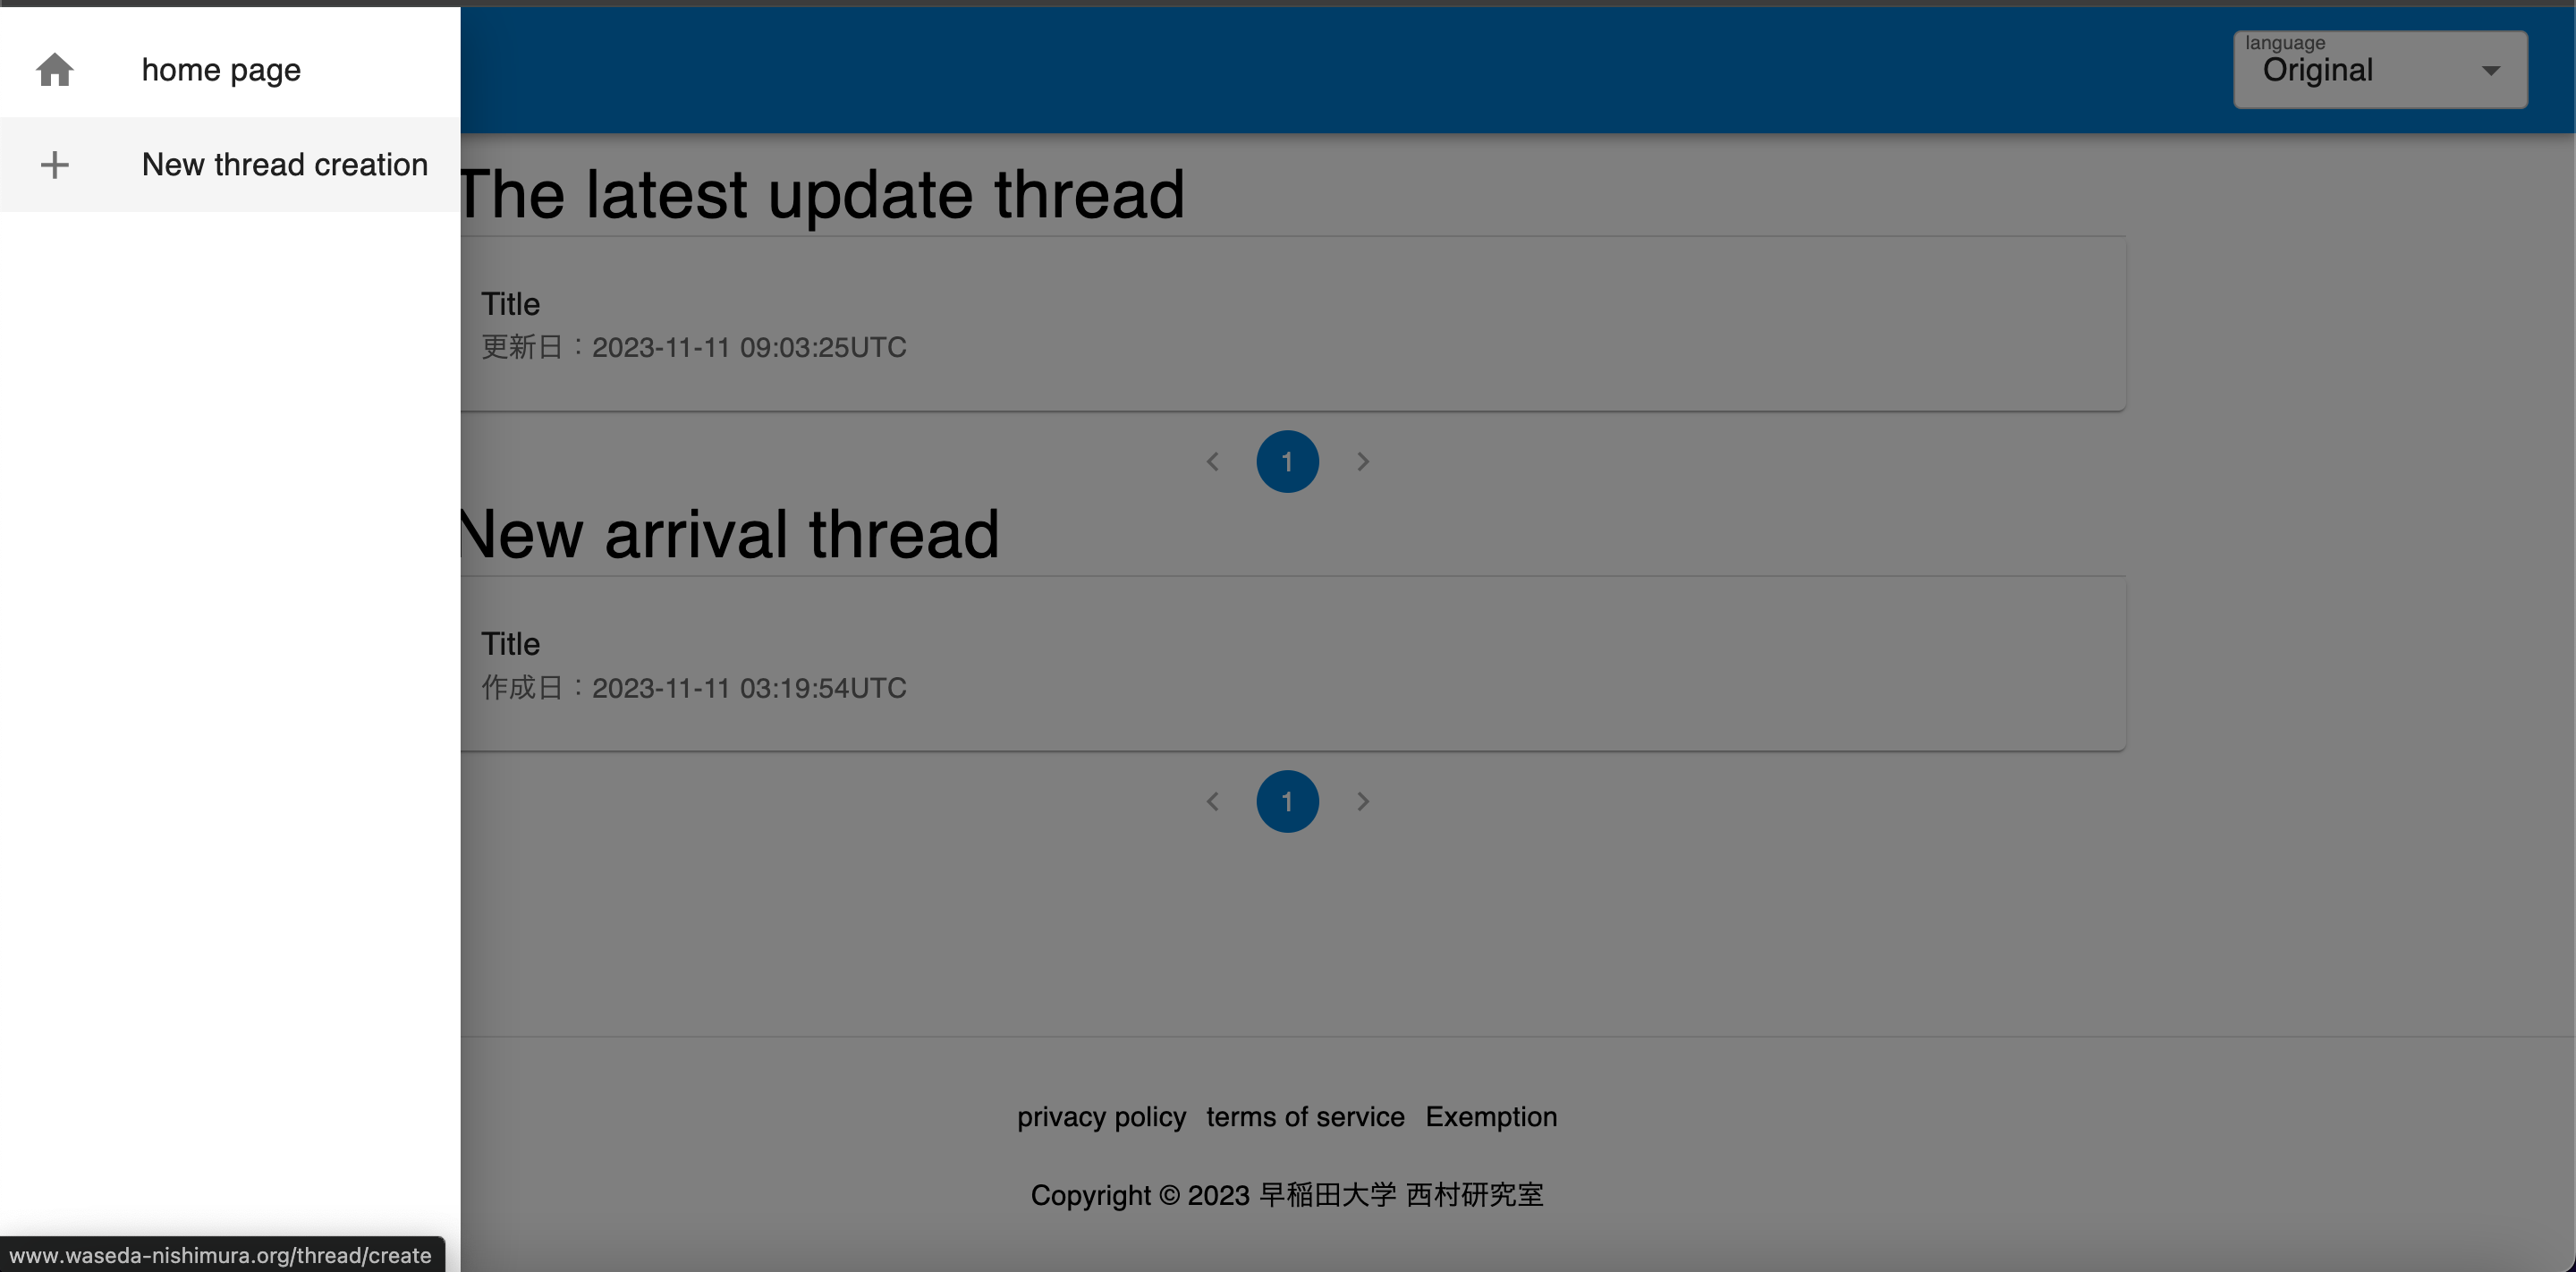 home page
New thread creation
language
Original
The latest update thread
Title
更新日：2023-11-11 09:03:25UTC
1
New arrival thread
Title
作成日：2023-11-11 03:19:54UTC
1
privacy policy terms of service Exemption
Copyright © 2023 早稲田大学 西村研究室
www.waseda-nishimura.org/thread/create